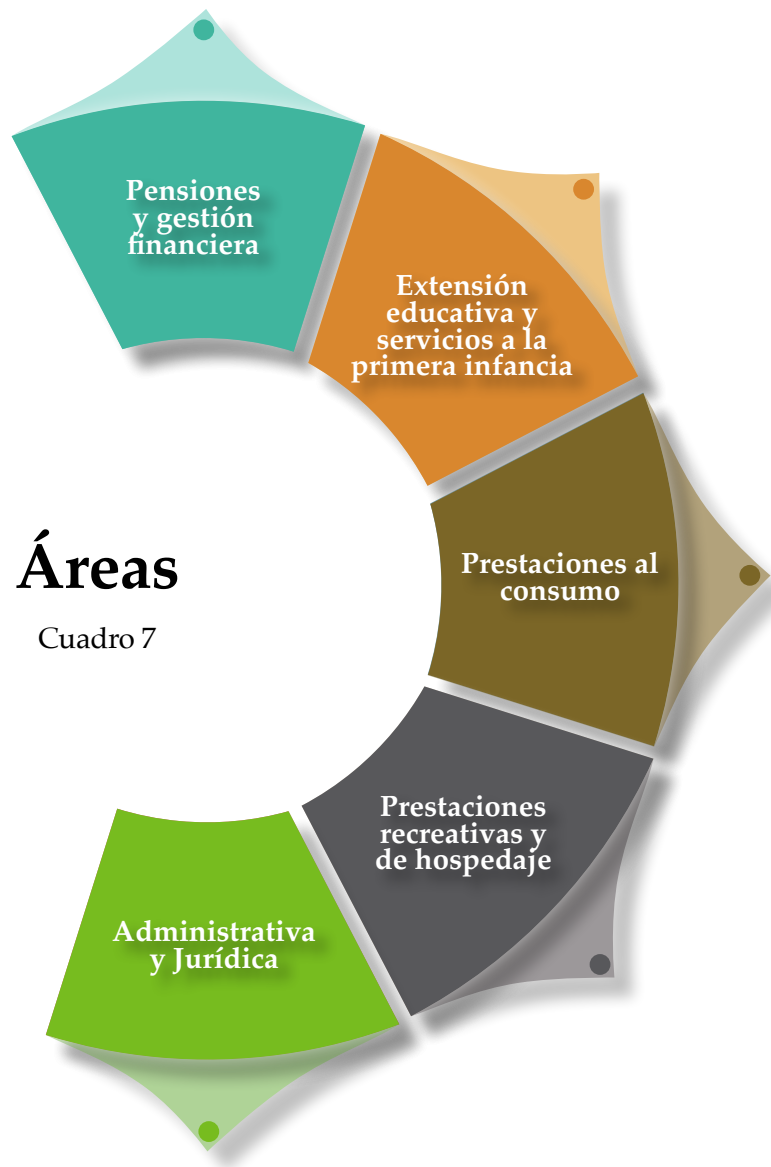 Pensiones
y gestión
financiera
Extensión
educativa y
servicios a la
primera infancia
Prestaciones al
consumo
Áreas
Cuadro 7
Prestaciones
recreativas y
de hospedaje
Administrativa
y Jurídica